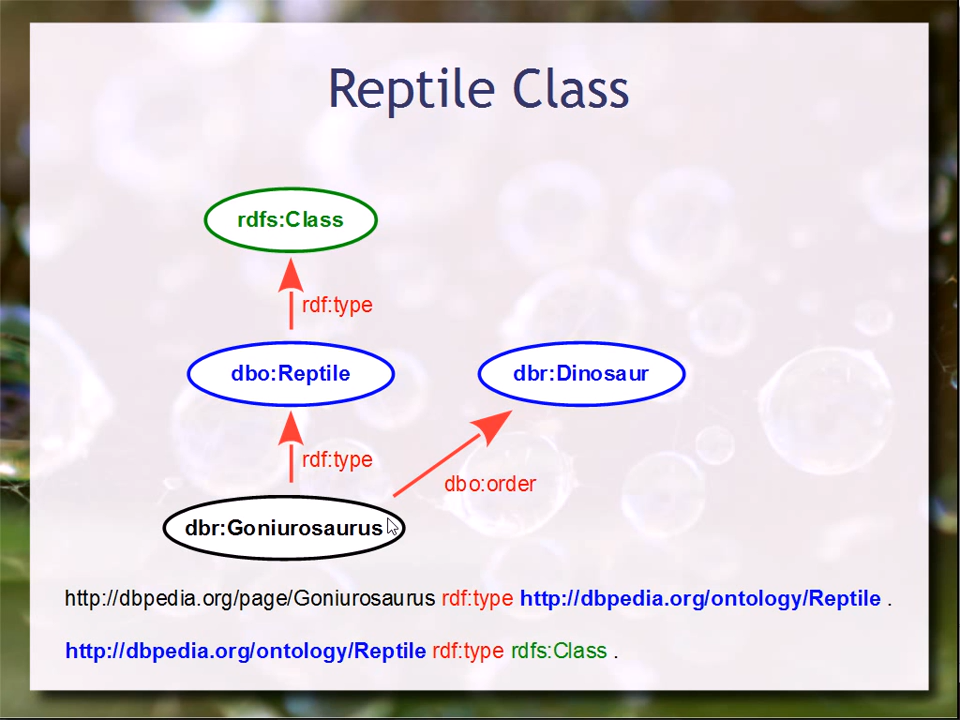 Reptile Class
rdfs:Class
rdf:type
dbo:Reptile
dbr:Dinosaur
rdf:type
dbo:order
dbr:Goniurosaurus
http://dbpedia.org/page/Goniurosaurus rdf:type http://dbpedia.org/ontology/Reptile .
http://dbpedia.org/ontology/Reptile rdf:type rdfs:Class .